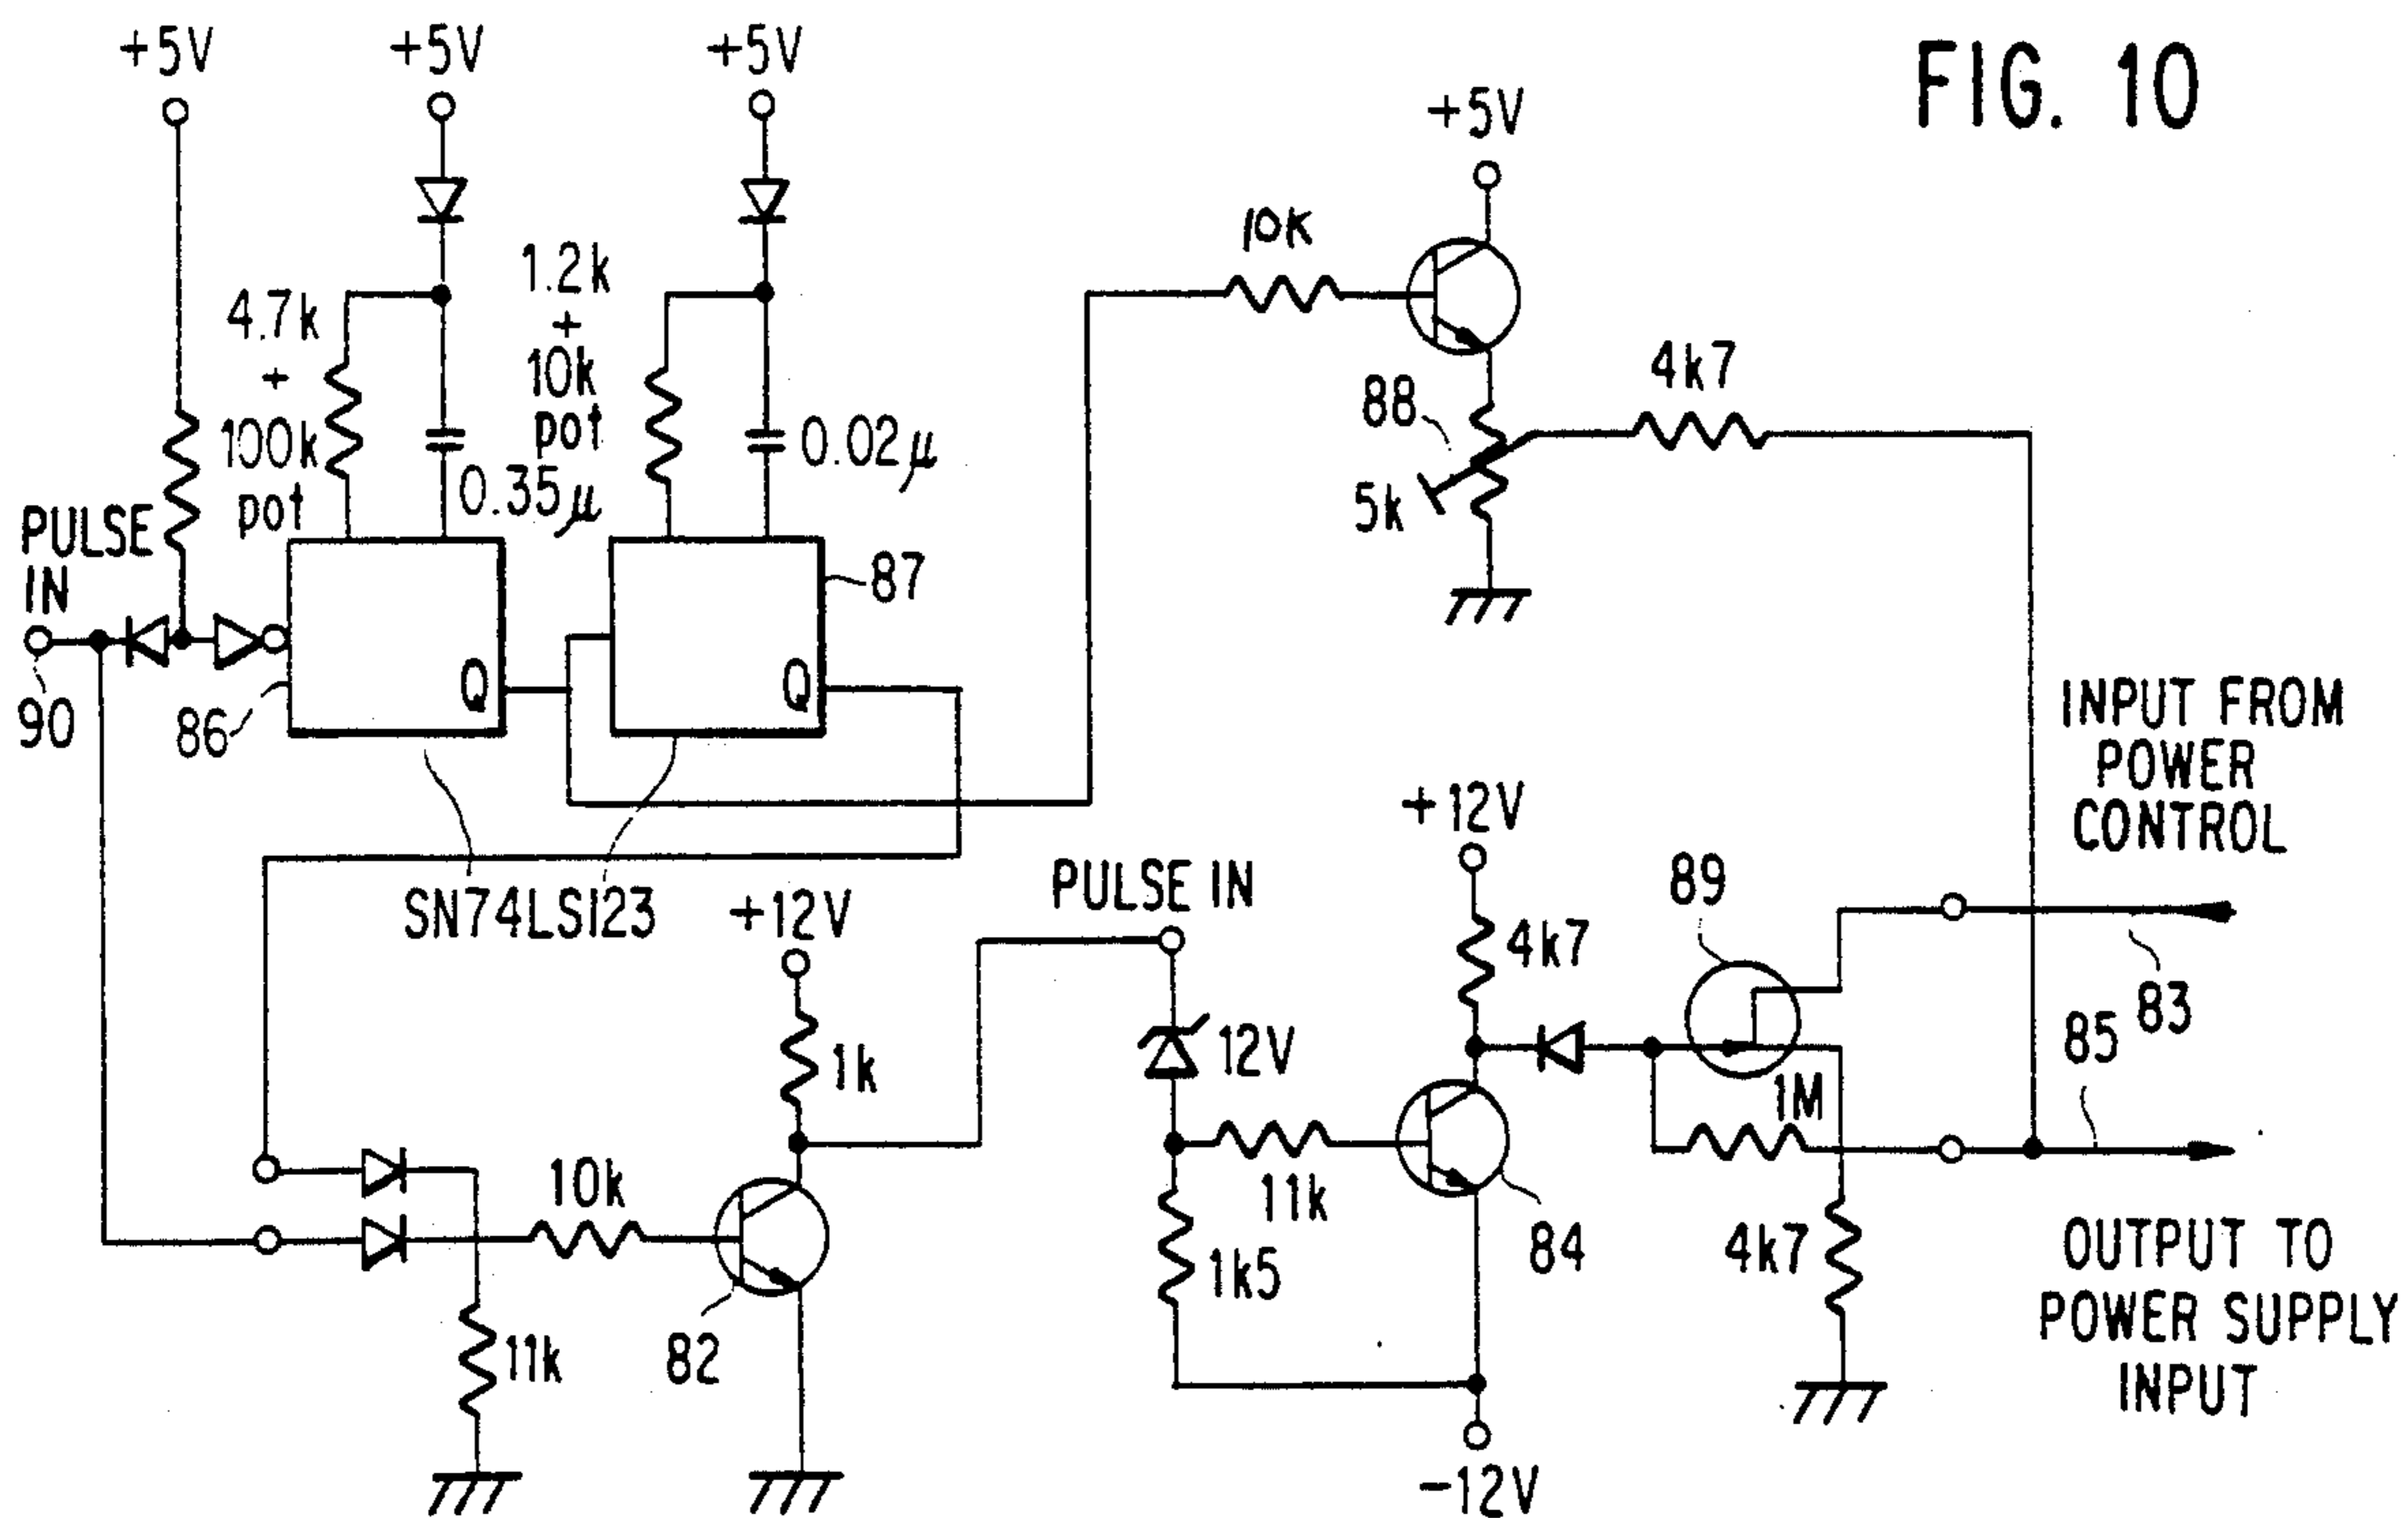 FIG. 10
+5V
+5V
+5V
+5V
4.7k
+
100k
pot
0.35μ
1.2k
+
10k
pot
0.02μ
10K
88
5k
4k7
PULSE
IN
90
86
Q
87
Q
SN74LS123
INPUT FROM
POWER
CONTROL
83
+12V
1k
PULSE IN
12V
+12V
4k7
89
1M
85
10k
11k
82
11k
1k5
84
4k7
-12V
OUTPUT TO
POWER SUPPLY
INPUT